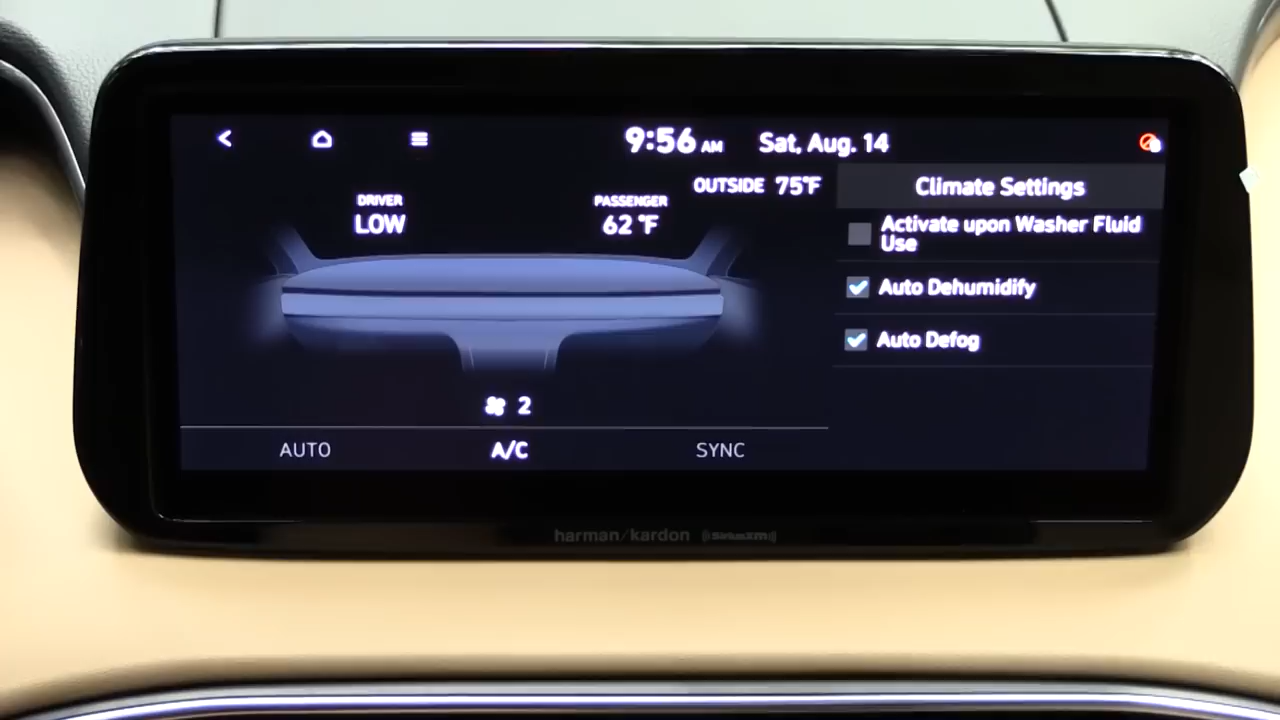 9:56 AM Sat, Aug. 14
OUTSIDE 75°F
Climate Settings
DRIVER
LOW
PASSENGER
62 °F
Activate upon Washer Fluid
Use
Auto Dehumidify
Auto Defog
2
AUTO A/C SYNC
harman/kardon ((SiriusXM))